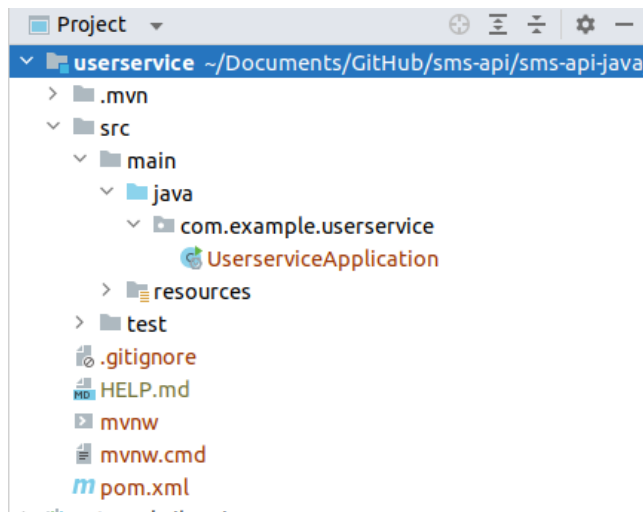 Project
userservice ~/Documents/GitHub/sms-api/sms-api-java
.mvn
src
main
java
com.example.userservice
UserserviceApplication
resources
test
.gitignore
MD HELP.md
mvnw
mvnw.cmd
m pom.xml